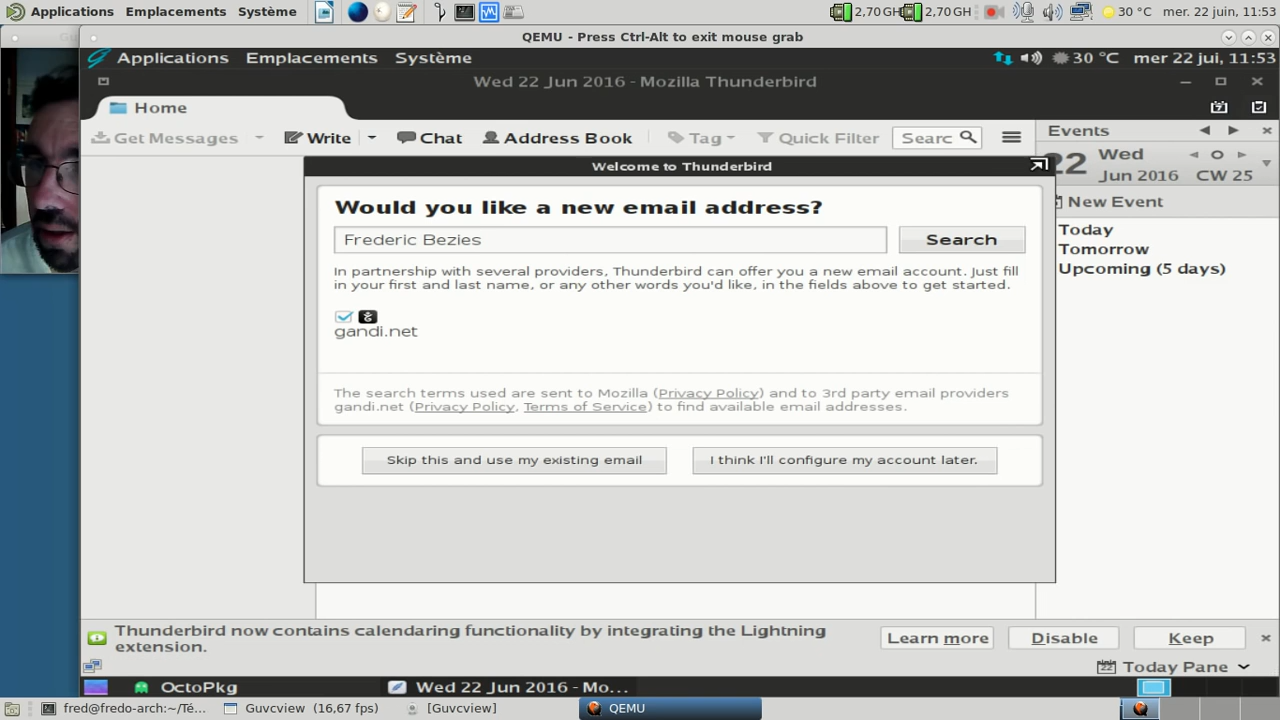 Applications Emplacements Système 2,70 GH 2,70 GH 30 °C mer. 22 juin, 11:53
QEMU - Press Ctrl-Alt to exit mouse grab
Applications Emplacements Système 30 °C mer 22 jui, 11:53
Wed 22 Jun 2016 - Mozilla Thunderbird
Home
Get Messages Write Chat Address Book Tag Quick Filter Searc
Events
22 Wed
Jun 2016 CW 25
New Event
Today
Tomorrow
Upcoming (5 days)
Welcome to Thunderbird
Would you like a new email address?
Frederic Bezies Search
In partnership with several providers, Thunderbird can offer you a new email account. Just fill
in your first and last name, or any other words you'd like, in the fields above to get started.
gandi.net
The search terms used are sent to Mozilla (Privacy Policy) and to 3rd party email providers
gandi.net (Privacy Policy, Terms of Service) to find available email addresses.
Skip this and use my existing email I think I'll configure my account later.
Thunderbird now contains calendaring functionality by integrating the Lightning
extension.
Learn more Disable Keep
Today Pane
OctoPkg Wed 22 Jun 2016 - Mo...
fred@fredo-arch:~/Té... Guvcview (16,67 fps) [Guvcview] QEMU